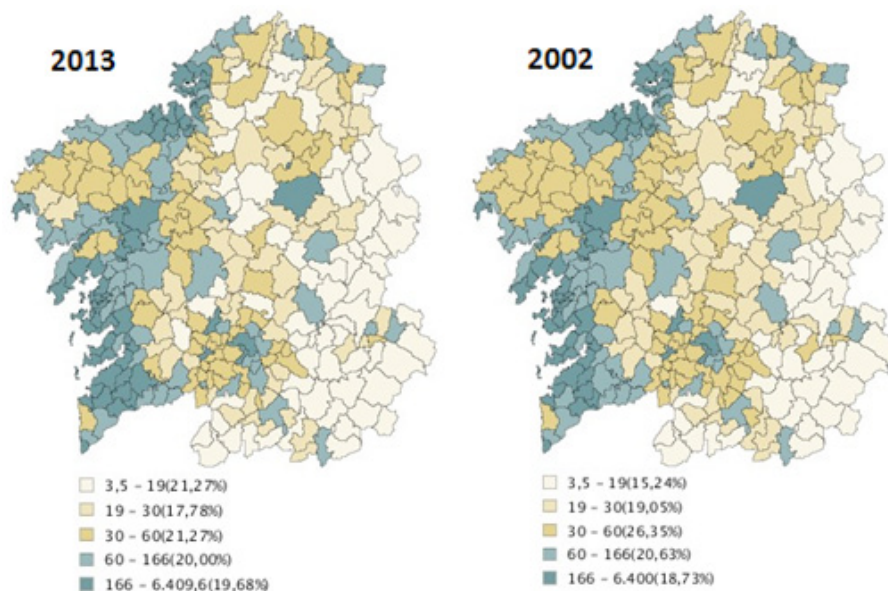 2013
2002
3,5 – 19(21,27%)
19 – 30(17,78%)
30 – 60(21,27%)
60 – 166(20,00%)
166 – 6.409,6(19,68%)
3,5 – 19(15,24%)
19 – 30(19,05%)
30 – 60(26,35%)
60 – 166(20,63%)
166 – 6.400(18,73%)